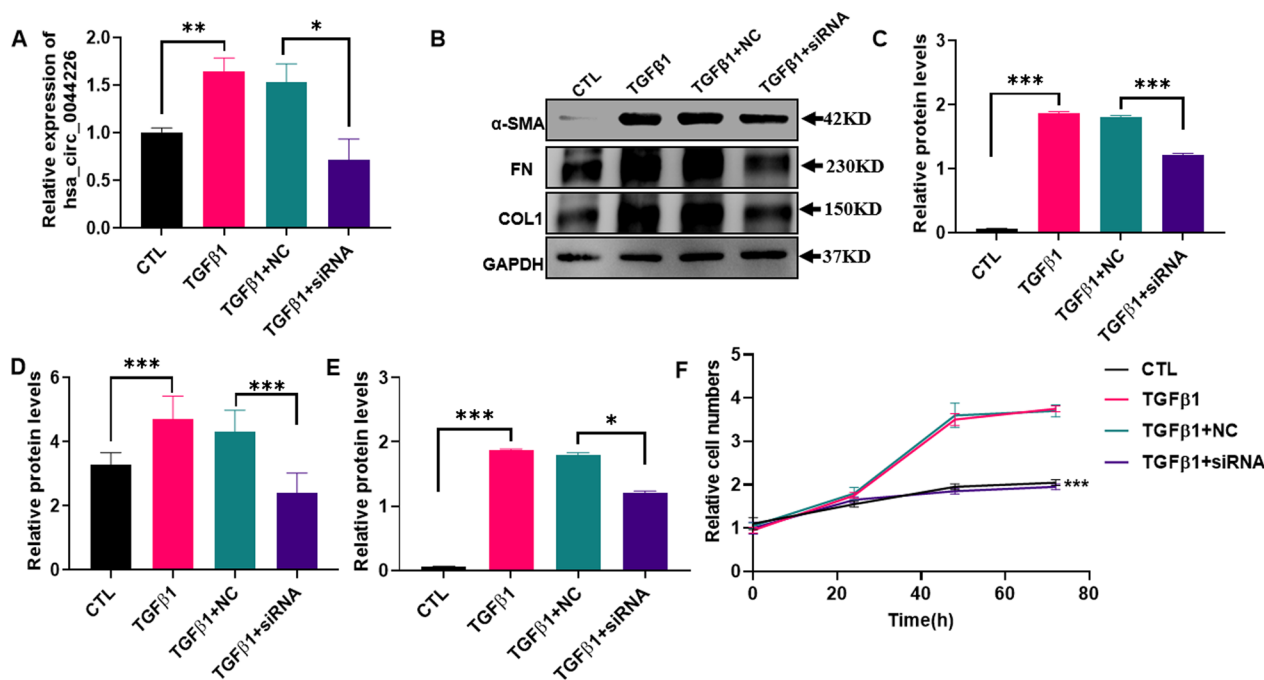 A
Relative expression of
hsa_circ_0044226
2.0
1.5
1.0
0.5
0.0
**
*
CTL
TGFβ1
TGFβ1+NC
TGFβ1+siRNA
B
CTL
TGFβ1
TGFβ1+NC
TGFβ1+siRNA
α-SMA
42KD
FN
230KD
COL1
150KD
GAPDH
37KD
C
Relative protein levels
3
2
1
0
***
***
CTL
TGFβ1
TGFβ1+NC
TGFβ1+siRNA
D
Relative protein levels
6
4
2
0
***
***
CTL
TGFβ1
TGFβ1+NC
TGFβ1+siRNA
E
Relative protein levels
3
2
1
0
***
*
CTL
TGFβ1
TGFβ1+NC
TGFβ1+siRNA
F
Relative cell numbers
5
4
3
2
1
0
0
20
40
60
80
Time(h)
***
CTL
TGFβ1
TGFβ1+NC
TGFβ1+siRNA